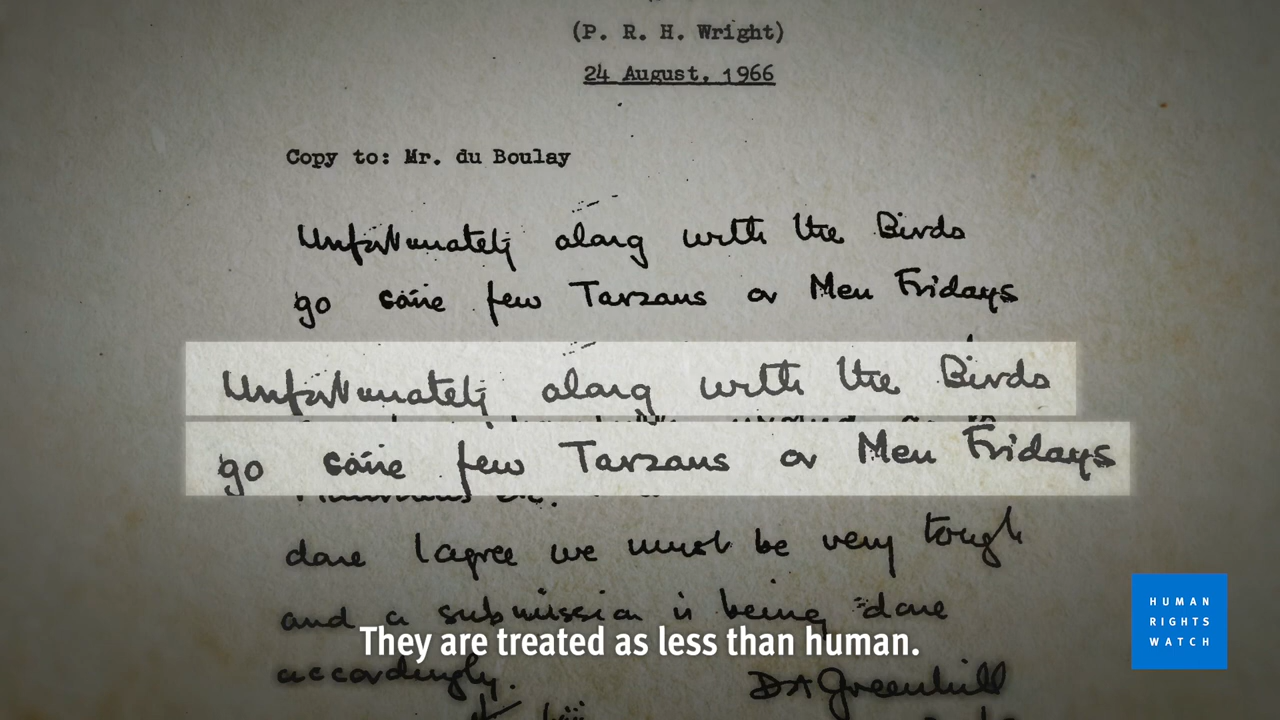 (P. R. H. Wright)
24 August, 1966
Copy to: Mr. du Boulay
Unfortunately along with the Birds
go some few Tarzans or Men Fridays
Unfortunately along with the Birds
go some few Tarzans or Men Fridays
done I agree we must be very tough
and a submission is being done
They are treated as less than human.
accordingly.
DA Greenhill
HUMAN
RIGHTS
WATCH